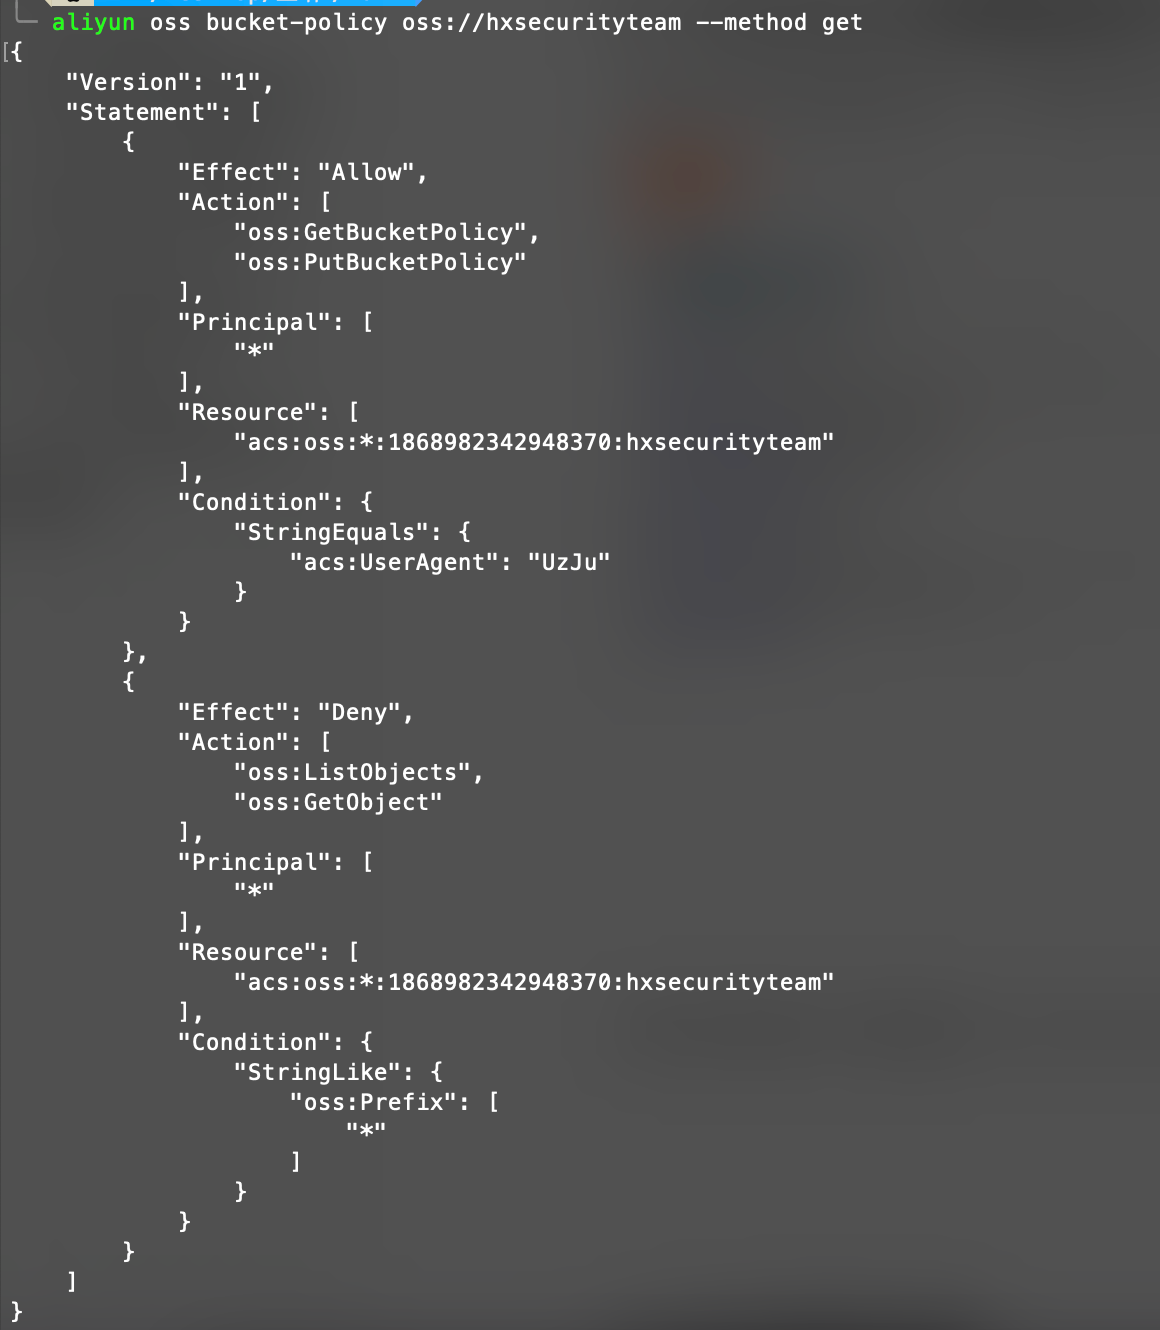 aliyun oss bucket-policy oss://hxsecurityteam --method get
[{
    "Version": "1",
    "Statement": [
        {
            "Effect": "Allow",
            "Action": [
                "oss:GetBucketPolicy",
                "oss:PutBucketPolicy"
            ],
            "Principal": [
                "*"
            ],
            "Resource": [
                "acs:oss:*:1868982342948370:hxsecurityteam"
            ],
            "Condition": {
                "StringEquals": {
                    "acs:UserAgent": "UzJu"
                }
            }
        },
        {
            "Effect": "Deny",
            "Action": [
                "oss:ListObjects",
                "oss:GetObject"
            ],
            "Principal": [
                "*"
            ],
            "Resource": [
                "acs:oss:*:1868982342948370:hxsecurityteam"
            ],
            "Condition": {
                "StringLike": {
                    "oss:Prefix": [
                        "*"
                    ]
                }
            }
        }
    ]
}